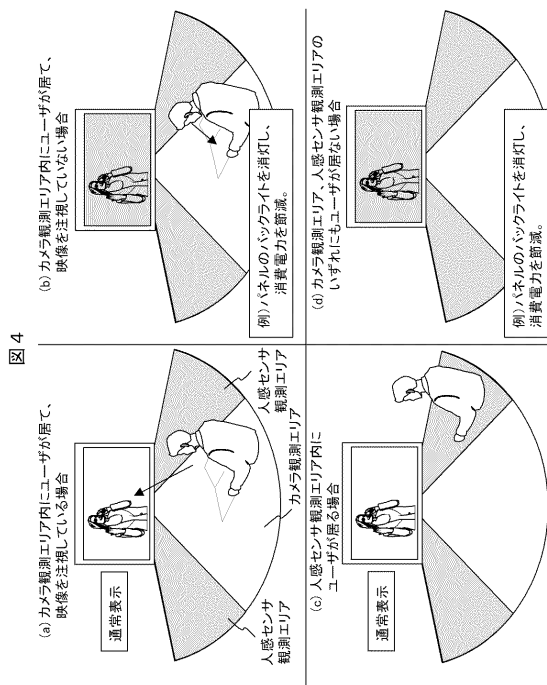 図4
(a) カメラ観測エリア内にユーザが居て、
映像を注視している場合
通常表示
人感センサ
観測エリア
カメラ観測エリア
人感センサ
観測エリア
(b) カメラ観測エリア内にユーザが居て、
映像を注視していない場合
例) パネルのバックライトを消灯し、
消費電力を節減。
(c) 人感センサ観測エリア内に
ユーザが居る場合
通常表示
(d) カメラ観測エリア、人感センサ観測エリアの
いずれにもユーザが居ない場合
例) パネルのバックライトを消灯し、
消費電力を節減。